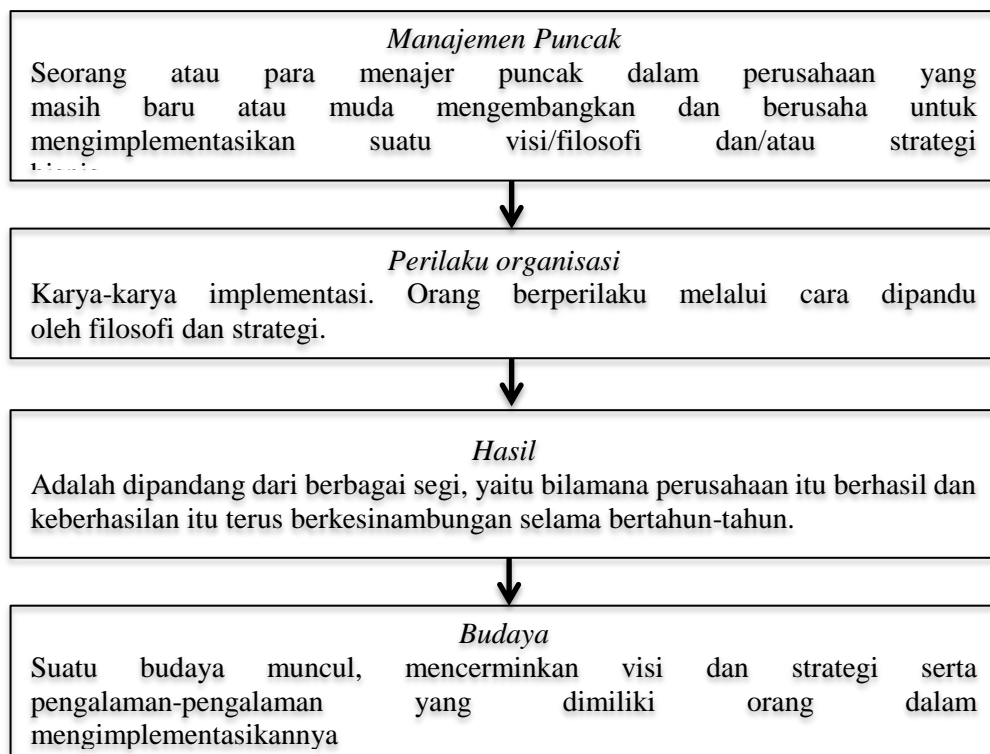 Manajemen Puncak
Seorang atau para menajer puncak dalam perusahaan yang
masih baru atau muda mengembangkan dan berusaha untuk
mengimplementasikan suatu visi/filosofi dan/atau strategi
Perilaku organisasi
Karya-karya implementasi. Orang berperilaku melalui cara dipandu
oleh filosofi dan strategi.
Hasil
Adalah dipandang dari berbagai segi, yaitu bilamana perusahaan itu berhasil dan
keberhasilan itu terus berkesinambungan selama bertahun-tahun.
Budaya
Suatu budaya muncul, mencerminkan visi dan strategi serta
pengalaman-pengalaman yang dimiliki orang dalam
mengimplementasikannya